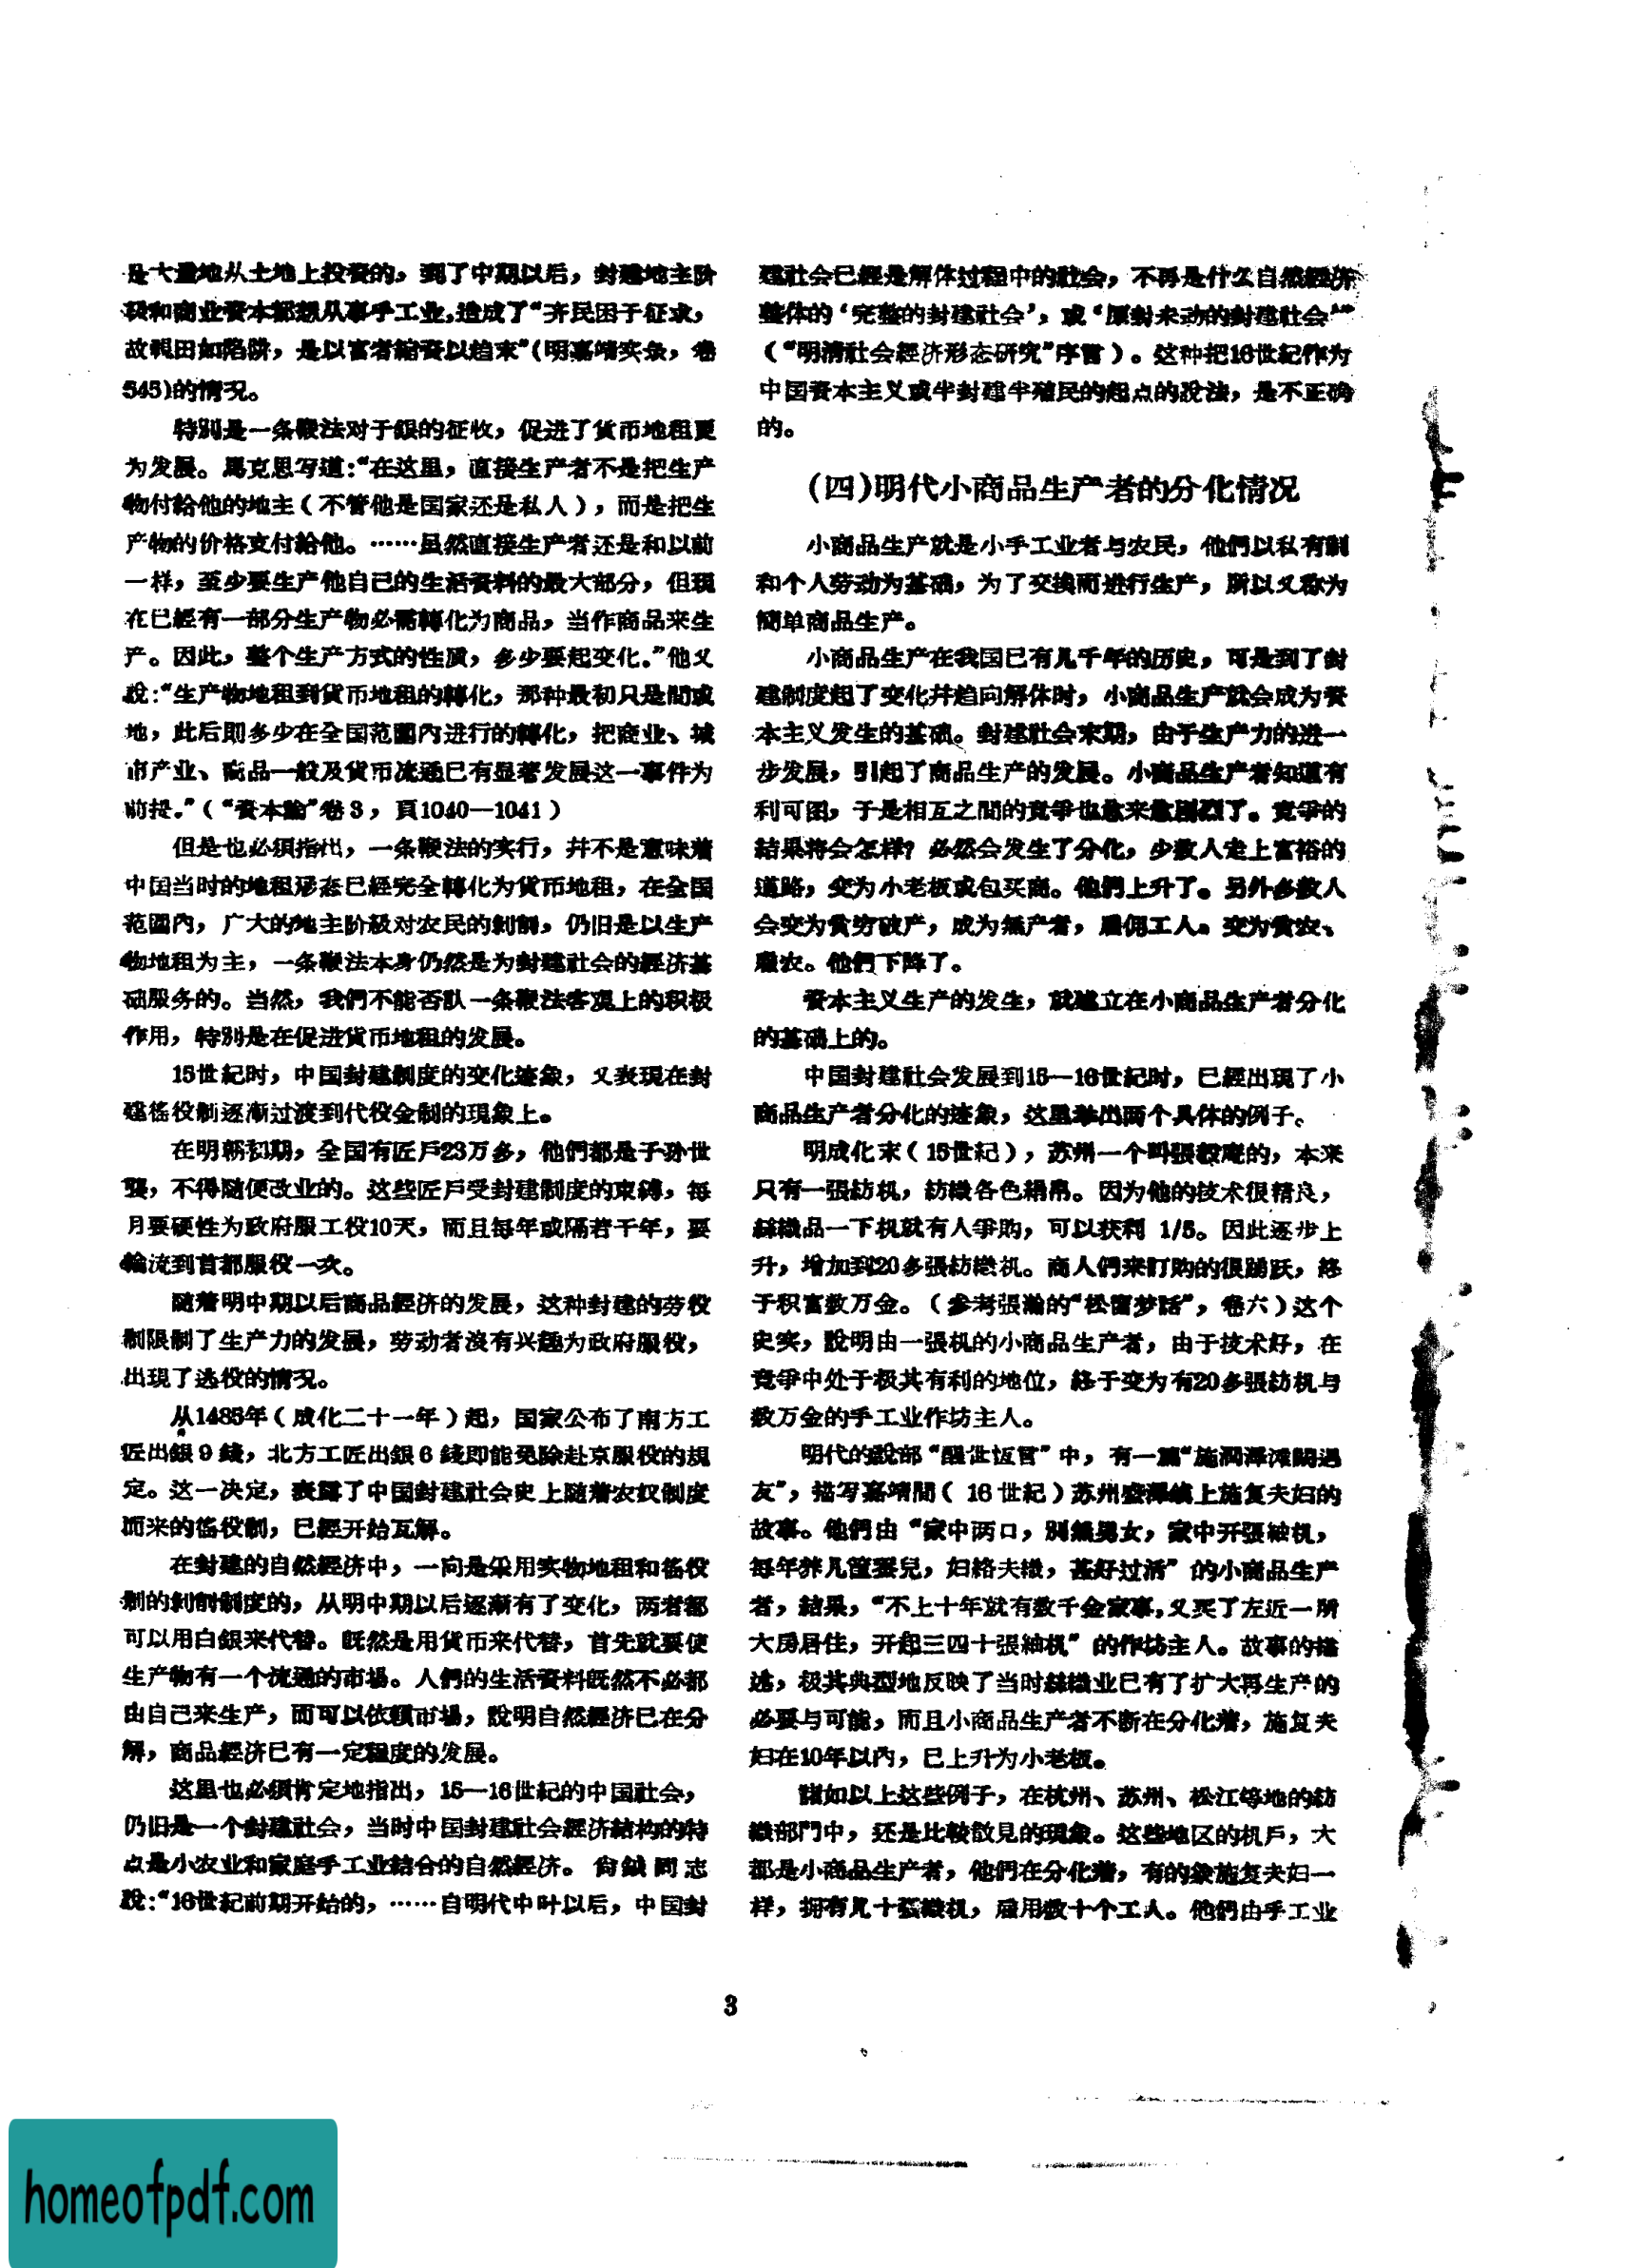 是大量地从土地上投資的，到了中期以后，封建地主阶
段和商业資本都想从事手工业，造成了“齐民困于征求，
故視田如陷阱，是以富者縮資以趋末”(明嘉靖实彔，卷
545)的情况。
特別是一条鞭法对于銀的征收，促进了貨币地租更
为发展。馬克思写道：“在这里，直接生产者不是把生产
物付給他的地主（不管他是国家还是私人），而是把生
产物的价格支付給他。……虽然直接生产者还是和以前
一样，至少要生产他自己的生活資料的最大部分，但現
在已經有一部分生产物必需轉化为商品，当作商品来生
产。因此，整个生产方式的性质，多少要起变化。”他又
說：“生产物地租到貨币地租的轉化，那种最初只是間或
地，此后則多少在全国范圍內进行的轉化，把商业、城
市产业、商品一般及貨币流通已有显著发展这一事件为
前提。”（“資本論”卷3，頁1040—1041）
但是也必須指出，一条鞭法的实行，并不是意味着
中国当时的地租形态已經完全轉化为貨币地租，在全国
范圍內，广大的地主阶級对农民的剝削，仍旧是以生产
物地租为主，一条鞭法本身仍然是为封建社会的經济基
础服务的。当然，我們不能否認一条鞭法客观上的积极
作用，特別是在促进貨币地租的发展。
15世紀时，中国封建制度的变化迹象，又表現在封
建徭役制逐漸过渡到代役金制的現象上。
在明朝初期，全国有匠戶23万多，他們都是子孙世
襲，不得随便改业的。这些匠戶受封建制度的束縛，每
月要硬性为政府服工役10天，而且每年或隔若干年，要
輪流到首都服役一次。
随着明中期以后商品經济的发展，这种封建的劳役
制限制了生产力的发展，劳动者沒有兴趣为政府服役，
出現了逃役的情况。
从1485年（成化二十一年）起，国家公布了南方工
匠出銀9錢，北方工匠出銀6錢即能免除赴京服役的規
定。这一决定，表露了中国封建社会史上随着农奴制度
而来的徭役制，已經开始瓦解。
在封建的自然經济中，一向是采用实物地租和徭役
制的剝削制度的，从明中期以后逐漸有了变化，两者都
可以用白銀来代替。既然是用貨币来代替，首先就要使
生产物有一个流通的市場。人們的生活資料既然不必都
由自己来生产，而可以依賴市場，說明自然經济已在分
解，商品經济已有一定程度的发展。
这里也必須肯定地指出，15—16世紀的中国社会，
仍旧是一个封建社会，当时中国封建社会經济結构的特
点是小农业和家庭手工业結合的自然經济。尙鉞同志
說：“16世紀前期开始的，……自明代中叶以后，中国封
建社会已經是解体过程中的社会，不再是什么自然經济
整体的‘完整的封建社会’，或‘原封未动的封建社会’”
（“明清社会經济形态研究”序言）。这种把16世紀作为
中国資本主义或半封建半殖民的起点的說法，是不正确
的。
(四)明代小商品生产者的分化情况
小商品生产就是小手工业者与农民，他們以私有制
和个人劳动为基础，为了交換而进行生产，所以又称为
簡单商品生产。
小商品生产在我国已有几千年的历史，可是到了封
建制度起了变化并趋向解体时，小商品生产就会成为資
本主义发生的基础。封建社会末期，由于生产力的进一
步发展，引起了商品生产的发展。小商品生产者知道有
利可图，于是相互之間的竞爭也愈来愈剧烈了。竞爭的
結果将会怎样？必然会发生了分化，少数人走上富裕的
道路，变为小老板或包买商。他們上升了。另外多数人
会变为貧穷破产，成为無产者，雇佣工人。变为貧农、
雇农。他們下降了。
資本主义生产的发生，就建立在小商品生产者分化
的基础上的。
中国封建社会发展到15—16世紀时，已經出現了小
商品生产者分化的迹象，这里举出两个具体的例子。
明成化末（15世紀），苏州一个叫張毅庵的，本来
只有一張紡机，紡織各色絹帛。因为他的技术很精良，
絲織品一下机就有人爭购，可以获利 1/5。因此逐步上
升，增加到20多張紡織机。商人們来訂购的很踊跃，終
于积富数万金。（参考張瀚的“松窗梦話”，卷六）这个
史实，說明由一張机的小商品生产者，由于技术好，在
竞爭中处于极其有利的地位，終于变为有20多張紡机与
数万金的手工业作坊主人。
明代的說部“醒世恆言”中，有一篇“施润澤滩闕遇
友”，描写嘉靖間（16世紀）苏州盛澤鎮上施复夫妇的
故事。他們由“家中两口，別無男女，家中开張紬机，
每年养几筐蚕兒，妇絡夫織，甚好过活”的小商品生产
者，結果，“不上十年就有数千金家事，又买了左近一所
大房居住，开起三四十張紬机”的作坊主人。故事的描
述，极其典型地反映了当时絲織业已有了扩大再生产的
必要与可能，而且小商品生产者不断在分化着，施复夫
妇在10年以內，已上升为小老板。
諸如以上这些例子，在杭州、苏州、松江等地的紡
織部門中，还是比較散見的現象。这些地区的机戶，大
都是小商品生产者，他們在分化着，有的象施复夫妇一
样，拥有几十張織机，雇用数十个工人。他們由手工业
3
homeofpdf.com